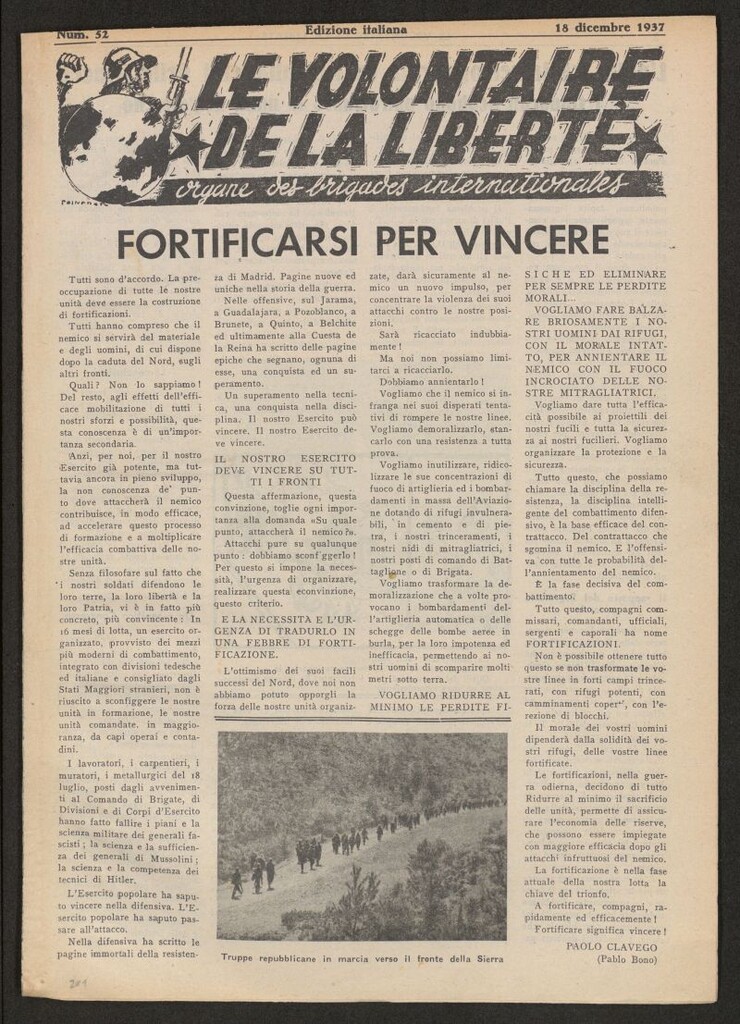 Num. 52
Edizione italiana
18 dicembre 1937
LE VOLONTAIRE
DE LA LIBERTÉ
organe des brigades internationales
FORTIFICARSI PER VINCERE
Tutti sono d'accordo. La pre-
occupazione di tutte le nostre
unità deve essere la costruzione
di fortificazioni.
Tutti hanno compreso che il
nemico si servirà del materiale
e degli uomini, di cui dispone
dopo la caduta del Nord, sugli
altri fronti.
Quali? Non lo sappiamo!
Del resto, agli effetti dell'effi-
cace mobilitazione di tutti i
nostri sforzi e possibilità, que-
sta conoscenza è di un'impor-
tanza secondaria.
Anzi, per noi, per il nostro
Esercito già potente, ma tut-
tavia ancora in pieno sviluppo,
la non conoscenza de' pun-
to dove attaccherà il nemico
contribuisce, in modo efficace,
ad accelerare questo processo
di formazione e a moltiplicare
l'efficacia combattiva delle no-
stre unità.
Senza filosofare sul fatto che
i nostri soldati difendono le
loro terre, la loro libertà e la
loro Patria, vi è in fatto più
concreto, più convincente: In
16 mesi di lotta, un esercito or-
ganizzato, provvisto dei mezzi
più moderni di combattimento,
integrato con divisioni tedesche
ed italiane e consigliato dagli
Stati Maggiori stranieri, non è
riuscito a sconfiggere le nostre
unità in formazione, le nostre
unità comandate, in maggio-
ranza, da capi operai e conta-
dini.
I lavoratori, i carpentieri, i
muratori, i metallurgici del 18
luglio, posti dagli avvenimen-
ti al Comando di Brigate, di
Divisioni e di Corpi d'Esercito
hanno fatto fallire i piani e la
scienza militare dei generali fa-
scisti; la scienza e la sufficien-
za dei generali di Mussolini;
la scienza e la competenza dei
tecnici di Hitler.
L'Esercito popolare ha sapu-
to vincere nella difensiva. L'E-
sercito popolare ha saputo pas-
sare all'attacco.
Nella difensiva ha scritto le
pagine immortali della resisten-
za di Madrid. Pagine nuove ed
uniche nella storia della guerra.
Nelle offensive, sul Jarama,
a Guadalajara, a Pozoblanco, a
Brunete, a Quinto, a Belchite
ed ultimamente alla Cuesta de
la Reina ha scritto delle pagine
epiche che segnano, ognuna di
esse, una conquista ed un su-
peramento.
Un superamento nella tecni-
ca, una conquista nella disci-
plina. Il nostro Esercito può
vincere. Il nostro Esercito de-
ve vincere.
IL NOSTRO ESERCITO
DEVE VINCERE SU TUT-
TI I FRONTI
Questa affermazione, questa
convinzione, toglie ogni impor-
tanza alla domanda «Su quale
punto, attaccherà il nemico?».
Attacchi pure su qualunque
punto: dobbiamo sconfiggerlo!
Per questo si impone la neces-
sità, l'urgenza di organizzare,
realizzare questa econvinzione,
questo criterio.
E LA NECESSITA E L'UR-
GENZA DI TRADURLO IN
UNA FEBBRE DI FORTI-
FICAZIONE.
L'ottimismo dei suoi facili
successi del Nord, dove noi non
abbiamo potuto opporgli la
forza delle nostre unità organiz-
zate, darà sicuramente al ne-
mico un nuovo impulso, per
concentrare la violenza dei suoi
attacchi contro le nostre posi-
zioni.
Sarà ricacciato indubbia-
mente!
Ma noi non possiamo limi-
tarci a ricacciarlo.
Dobbiamo annientarlo!
Vogliamo che il nemico si in-
franga nei suoi disperati tenta-
tivi di rompere le nostre linee.
Vogliamo demoralizzarlo, stan-
carlo con una resistenza a tutta
prova.
Vogliamo inutilizzare, ridico-
lizzare le sue concentrazioni di
fuoco di artiglieria ed i bombar-
damenti in massa dell'Aviazio-
ne dotando di rifugi invulnera-
bili, in cemento e di pie-
tra, i nostri trinceramenti, i
nostri nidi di mitragliatrici, i
nostri posti di comando di Bat-
taglione o di Brigata.
Vogliamo trasformare la de-
moralizzazione che a volte pro-
vocano i bombardamenti del-
l'artiglieria automatica o delle
schegge delle bombe aeree in
burla, per la loro impotenza ed
inefficacia, permettendo ai no-
stri uomini di scomparire molti
metri sotto terra.
VOGLIAMO RIDURRE AL
MINIMO LE PERDITE FI-
SICHE ED ELIMINARE
PER SEMPRE LE PERDITE
MORALI...
VOGLIAMO FARE BALZA-
RE BRIOSAMENTE I NO-
STRI UOMINI DAI RIFUGI,
CON IL MORALE INTAT-
TO, PER ANNIENTARE IL
NEMICO CON IL FUOCO
INCROCIATO DELLE NO-
STRE MITRAGLIATRICI.
Vogliamo dare tutta l'effica-
cità possibile ai proiettili dei
nostri fucili e tutta la sicurez-
za ai nostri fucilieri. Vogliamo
organizzare la protezione e la
sicurezza.
Tutto questo, che possiamo
chiamare la disciplina della re-
sistenza, la disciplina intelli-
gente del combattimento difen-
sivo, è la base efficace del con-
trattacco. Del contrattacco che
sgomina il nemico. E l'offensi-
va con tutte le probabilità del-
l'annientamento del nemico.
È la fase decisiva del com-
battimento.
Tutto questo, compagni com-
missari, comandanti, ufficiali,
sergenti e caporali ha nome
FORTIFICAZIONI.
Non è possibile ottenere tutto
questo se non trasformate le vo-
stre linee in forti campi trince-
rati, con rifugi potenti, con
camminamenti coper', con l'e-
rezione di blocchi.
Il morale dei vostri uomini
dipenderà dalla solidità dei vo-
stri rifugi, delle vostre linee
fortificate.
Le fortificazioni, nella guer-
ra odierna, decidono di tutto
Ridurre al minimo il sacrificio
delle unità, permette di assicu-
rare l'economia delle riserve,
che possono essere impiegate
con maggiore efficacia dopo gli
attacchi infruttuosi del nemico.
La fortificazione è nella fase
attuale della nostra lotta la
chiave del trionfo.
A fortificare, compagni, ra-
pidamente ed efficacemente!
Fortificare significa vincere!
PAOLO CLAVEGO
(Pablo Bono)
Truppe repubblicane in marcia verso il fronte della Sierra